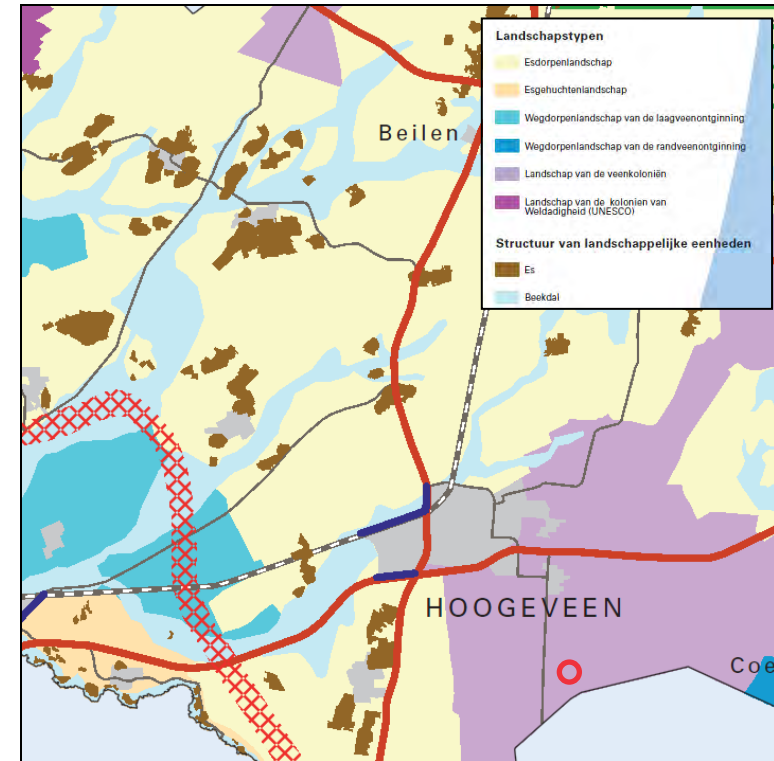 Landschapstypen
Esdorpenlandschap
Esgehuchtenlandschap
Wegdorpenlandschap van de laagveenontginning
Wegdorpenlandschap van de randveenontginning
Landschap van de veenkoloniën
Landschap van de kolonien van
Weldadigheid (UNESCO)
Structuur van landschappelijke eenheden
Es
Beekdal
Beilen
HOOGEVEEN
Coe